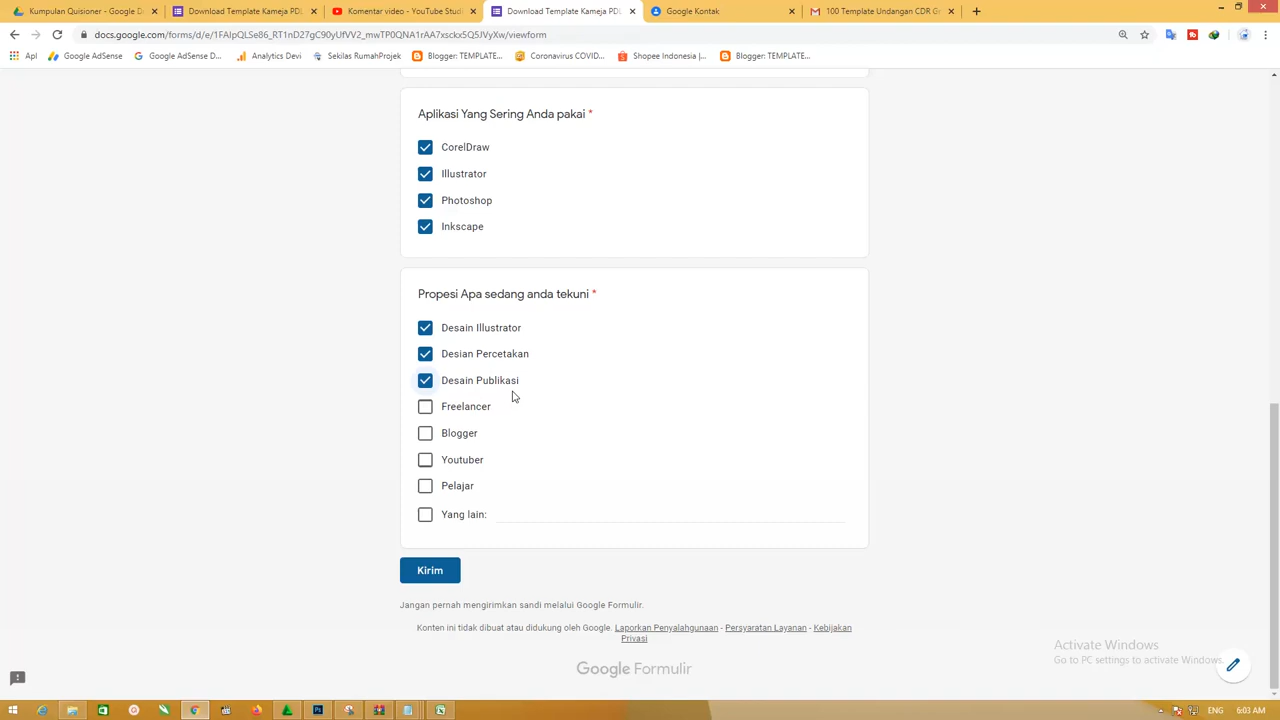 Kumpulan Quisioner - Google D
Download Template Kameja PDL
Komentar video - YouTube Studi
Download Template Kameja PDL
Google Kontak
100 Template Undangan CDR Gr
docs.google.com/forms/d/e/1FAIpQLSe86_RT1nD27gC90yUfVV2_mwTP0QNA1rAA7xsckx5Q5JVyXw/viewform
Apl
Google AdSense
Google AdSense D...
Analytics Devi
Sekilas RumahProjek
Blogger: TEMPLATE...
Coronavirus COVID...
Shopee Indonesia |...
Blogger: TEMPLATE...
Aplikasi Yang Sering Anda pakai *
CorelDraw
Illustrator
Photoshop
Inkscape
Propesi Apa sedang anda tekuni *
Desain Illustrator
Desian Percetakan
Desain Publikasi
Freelancer
Blogger
Youtuber
Pelajar
Yang lain:
Kirim
Jangan pernah mengirimkan sandi melalui Google Formulir.
Konten ini tidak dibuat atau didukung oleh Google. Laporkan Penyalahgunaan - Persyaratan Layanan - Kebijakan
Privasi
Google Formulir
Activate Windows
Go to PC settings to activate Windows.
ENG
6:03 AM